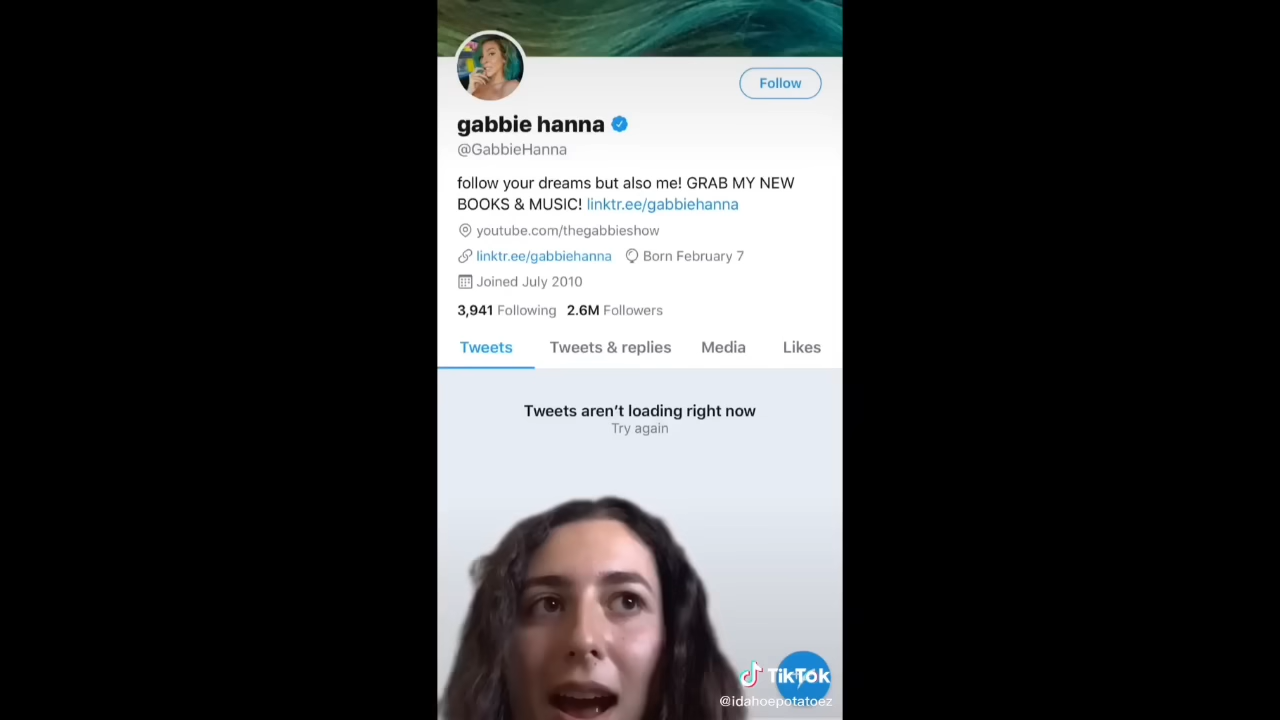 Follow
gabbie hanna
@GabbieHanna
follow your dreams but also me! GRAB MY NEW
BOOKS & MUSIC! linktr.ee/gabbiehanna
youtube.com/thegabbieshow
linktr.ee/gabbiehanna Born February 7
Joined July 2010
3,941 Following 2.6M Followers
Tweets Tweets & replies Media Likes
Tweets aren’t loading right now
Try again
TikTok
@idahoepotatoez